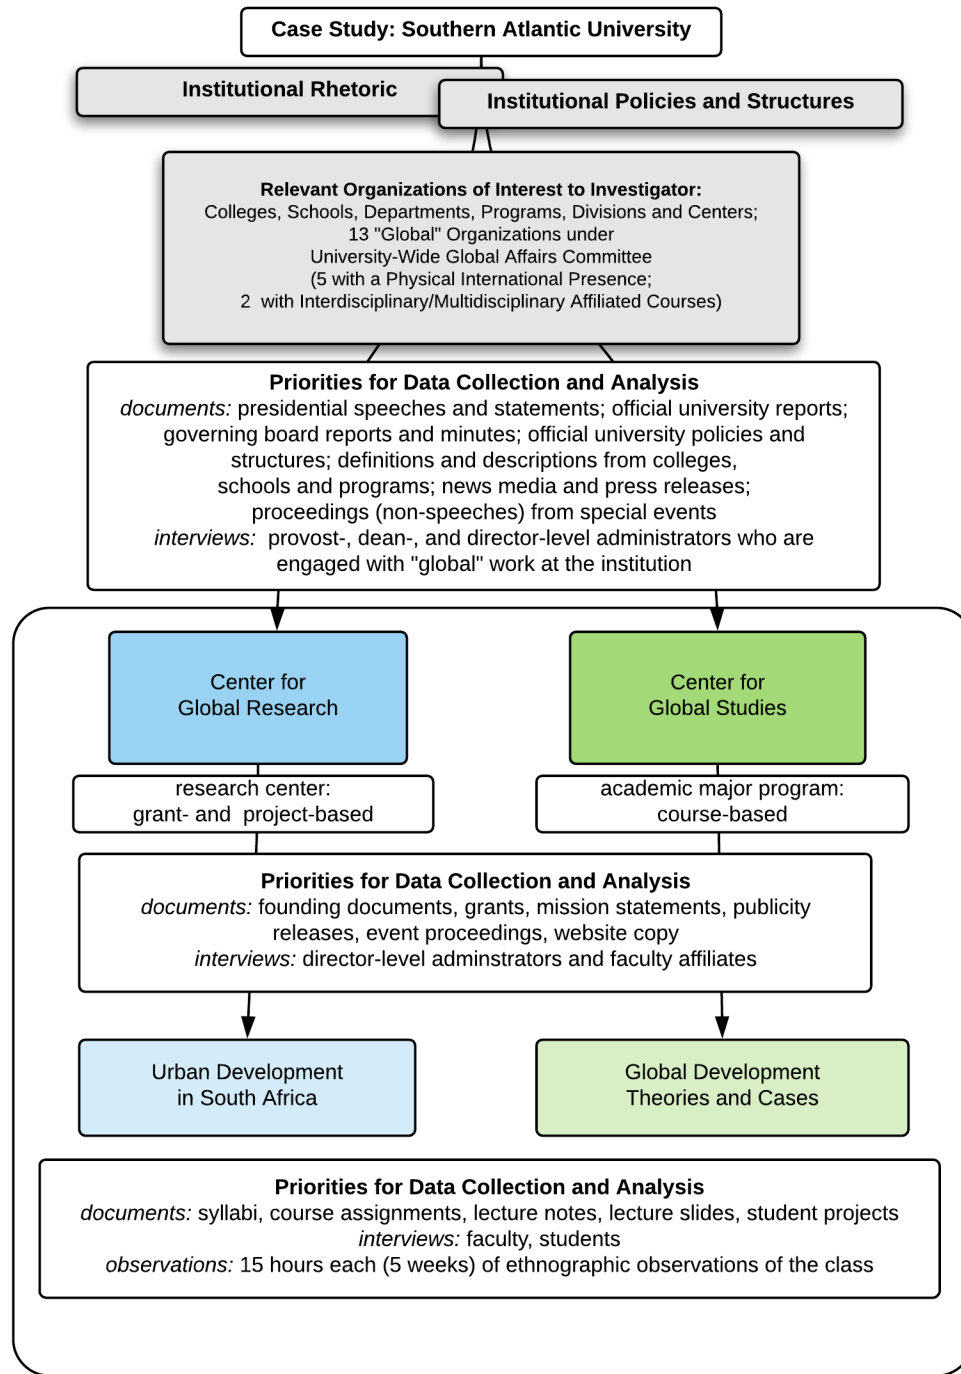 Case Study: Southern Atlantic University
Institutional Rhetoric
Institutional Policies and Structures
Relevant Organizations of Interest to Investigator:
Colleges, Schools, Departments, Programs, Divisions and Centers;
13 "Global" Organizations under
University-Wide Global Affairs Committee
(5 with a Physical International Presence;
2 with Interdisciplinary/Multidisciplinary Affiliated Courses)
Priorities for Data Collection and Analysis
documents: presidential speeches and statements; official university reports;
governing board reports and minutes; official university policies and
structures; definitions and descriptions from colleges,
schools and programs; news media and press releases;
proceedings (non-speeches) from special events
interviews: provost-, dean-, and director-level administrators who are
engaged with "global" work at the institution
Center for
Global Research
Center for
Global Studies
research center:
grant- and project-based
academic major program:
course-based
Priorities for Data Collection and Analysis
documents: founding documents, grants, mission statements, publicity
releases, event proceedings, website copy
interviews: director-level adminstrators and faculty affiliates
Urban Development
in South Africa
Global Development
Theories and Cases
Priorities for Data Collection and Analysis
documents: syllabi, course assignments, lecture notes, lecture slides, student projects
interviews: faculty, students
observations: 15 hours each (5 weeks) of ethnographic observations of the class